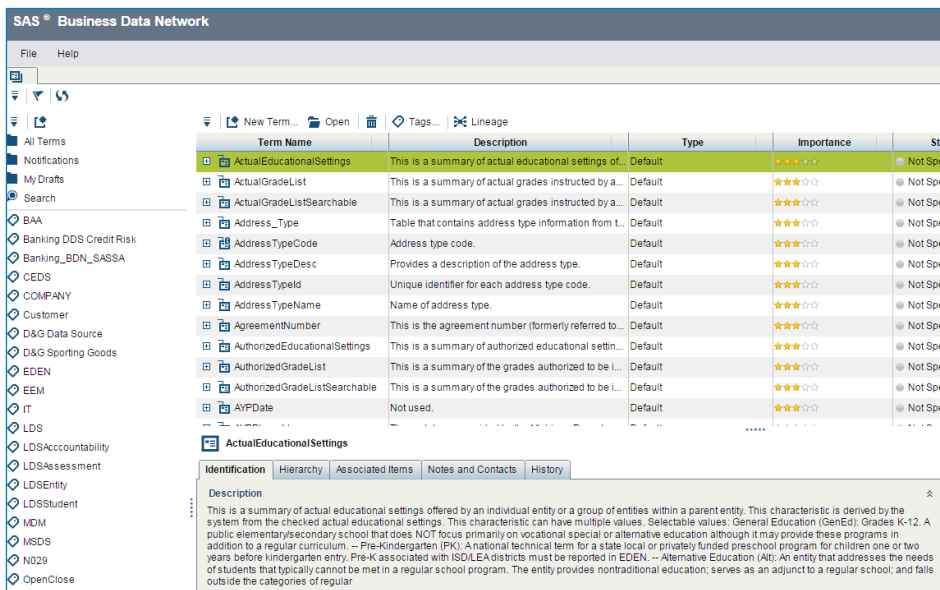 SAS ® Business Data Network
File Help
New Term... Open Tags... Lineage
All Terms
Notifications
My Drafts
Search
BAA
Banking DDS Credit Risk
Banking_BDN_SASSA
CEDS
COMPANY
Customer
D&G Data Source
D&G Sporting Goods
EDEN
EEM
IT
LDS
LDSAcccountability
LDSAssessment
LDSEntity
LDSStudent
MDM
MSDS
N029
OpenClose
Term Name Description Type Importance St
ActualEducationalSettings This is a summary of actual educational settings of... Default Not Spe
ActualGradeList This is a summary of actual grades instructed by a... Default Not Spe
ActualGradeListSearchable This is a summary of actual grades instructed by a... Default Not Spe
Address_Type Table that contains address type information from t... Default Not Spe
AddressTypeCode Address type code. Default Not Spe
AddressTypeDesc Provides a description of the address type. Default Not Spe
AddressTypeId Unique identifier for each address type code. Default Not Spe
AddressTypeName Name of address type. Default Not Spe
AgreementNumber This is the agreement number (formerly referred to... Default Not Spe
AuthorizedEducationalSettings This is a summary of authorized educational settin... Default Not Spe
AuthorizedGradeList This is a summary of the grades authorized to be i... Default Not Spe
AuthorizedGradeListSearchable This is a summary of the grades authorized to be i... Default Not Spe
AYPDate Not used. Default Not Spe
ActualEducationalSettings
Identification Hierarchy Associated Items Notes and Contacts History
Description
This is a summary of actual educational settings offered by an individual entity or a group of entities within a parent entity. This characteristic is derived by the
system from the checked actual educational settings. This characteristic can have multiple values. Selectable values: General Education (GenEd): Grades K-12. A
public elementary/secondary school that does NOT focus primarily on vocational special or alternative education although it may provide these programs in
addition to a regular curriculum. -- Pre-Kindergarten (PK): A national technical term for a state local or privately funded preschool program for children one or two
years before kindergarten entry. Pre-K associated with ISD/LEA districts must be reported in EDEN. -- Alternative Education (Alt): An entity that addresses the needs
of students that typically cannot be met in a regular school program. The entity provides nontraditional education; serves as an adjunct to a regular school; and falls
outside the categories of regular